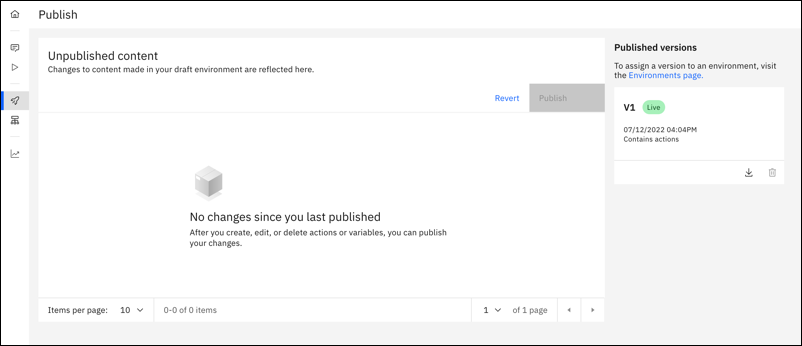 Publish
Unpublished content
Changes to content made in your draft environment are reflected here.
Revert
Publish
No changes since you last published
After you create, edit, or delete actions or variables, you can publish
your changes.
Items per page: 10
0-0 of 0 items
1 of 1 page
Published versions
To assign a version to an environment, visit
the Environments page.
V1 Live
07/12/2022 04:04PM
Contains actions